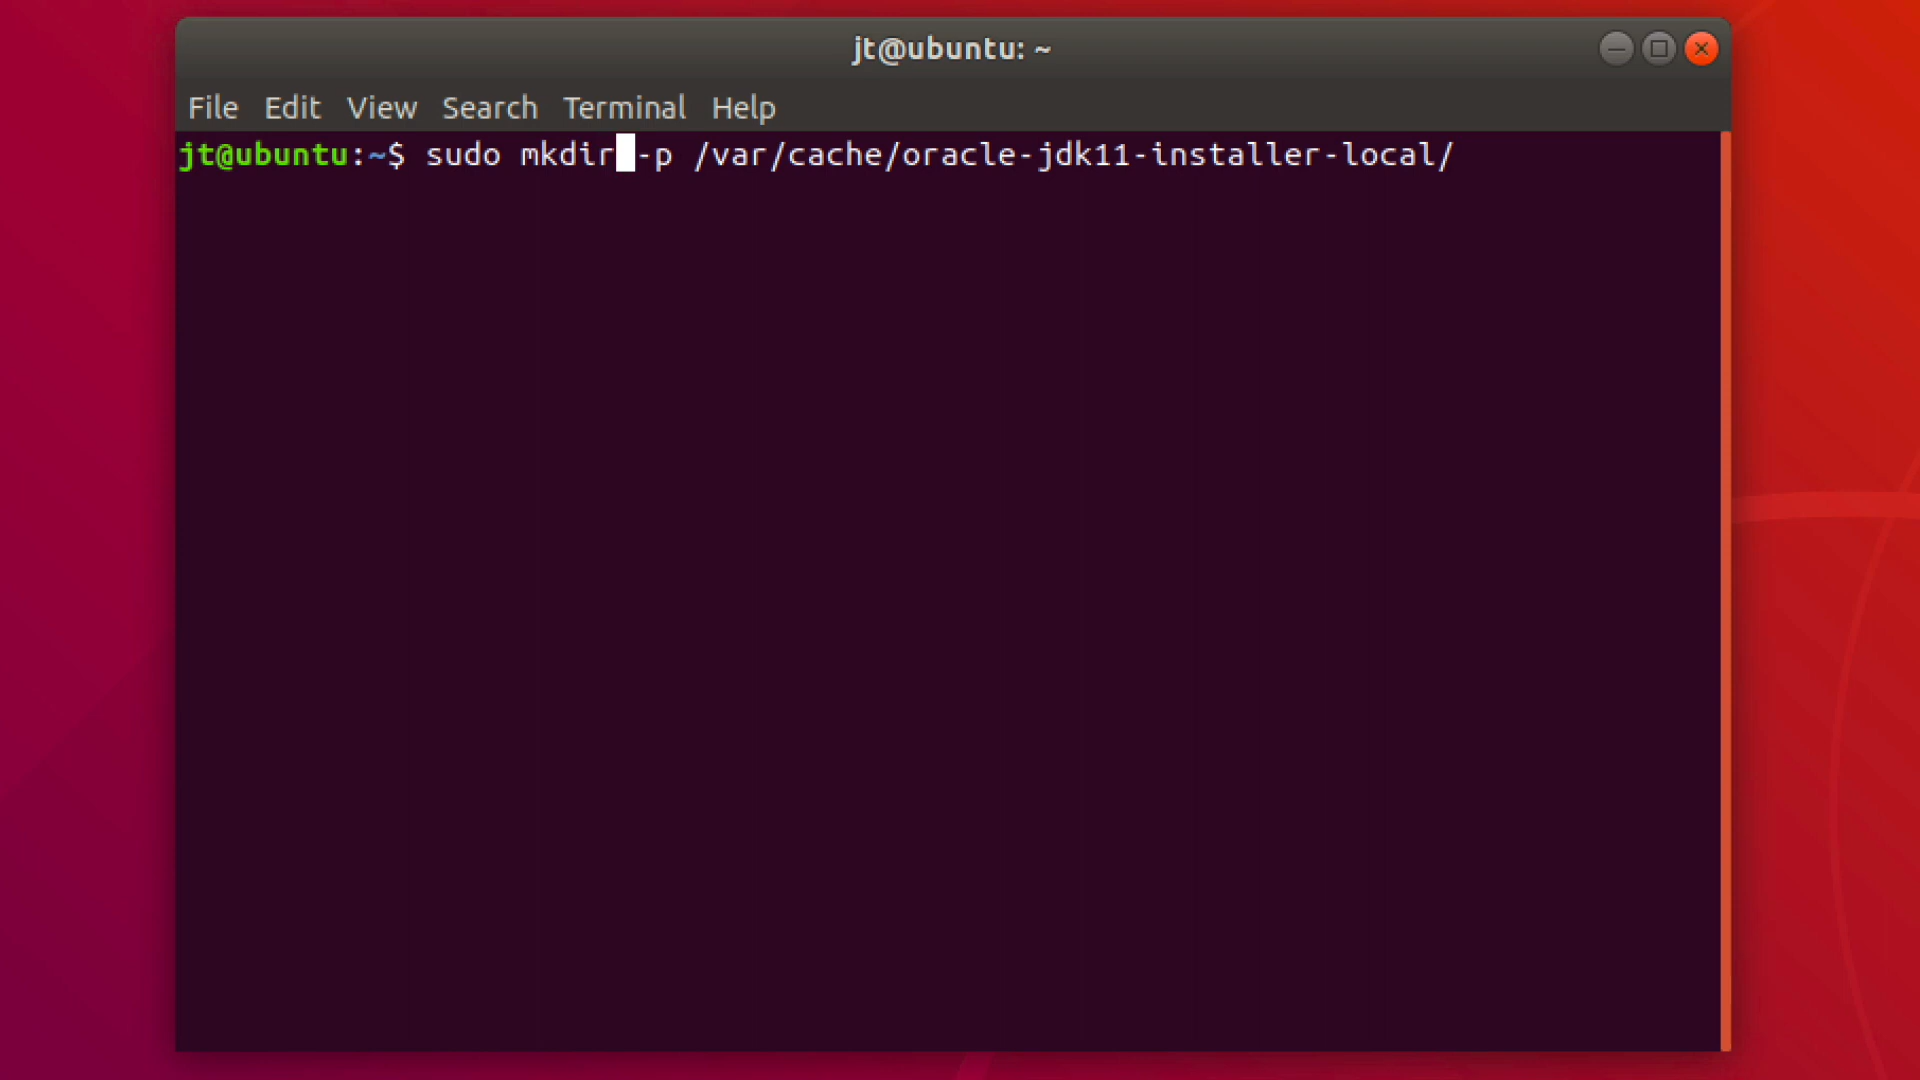 jt@ubuntu: ~
File Edit View Search Terminal Help
jt@ubuntu:~$ sudo mkdir -p /var/cache/oracle-jdk11-installer-local/